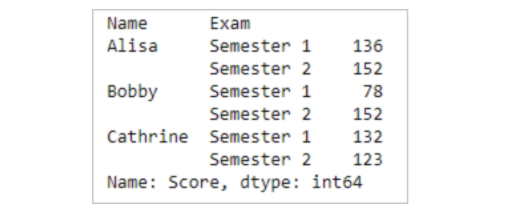 Name Exam
Alisa Semester 1 136
Semester 2 152
Bobby Semester 1 78
Semester 2 152
Cathrine Semester 1 132
Semester 2 123
Name: Score, dtype: int64